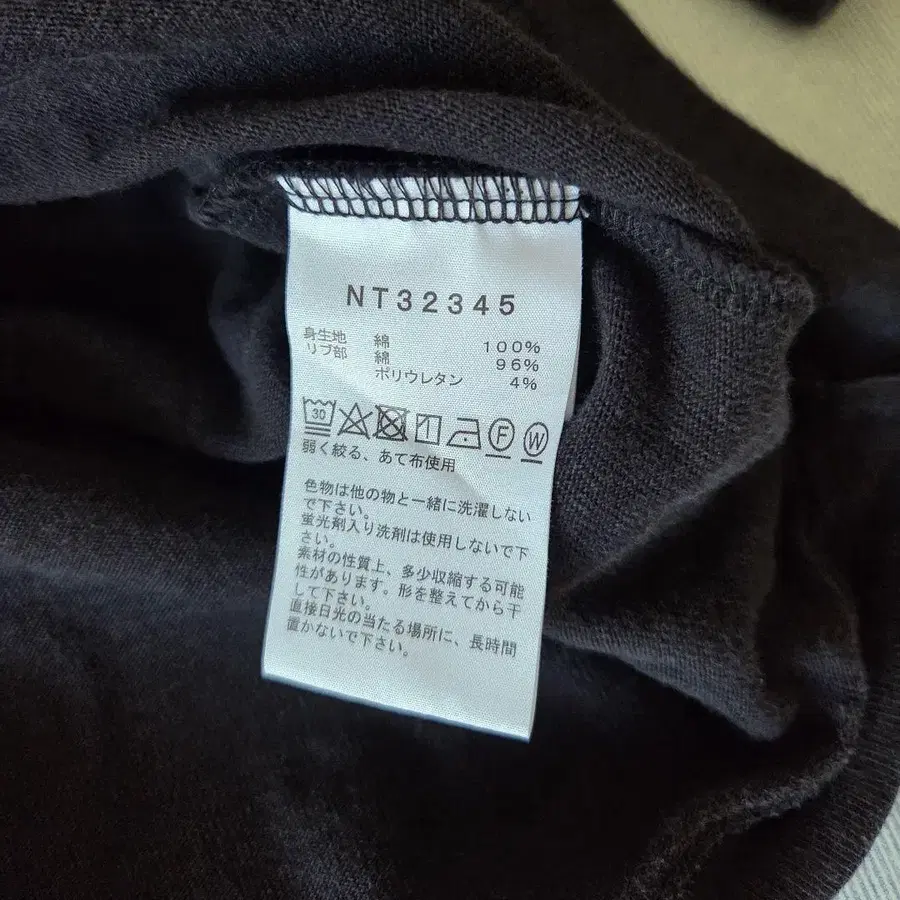 NT32345
身生地 綿 100%
リブ部 綿 96%
ポリウレタン 4%
30 F W
弱く絞る、あて布使用
色物は他の物と一緒に洗濯しない
で下さい。
蛍光剤入り洗剤は使用しないで下
さい。
素材の性質上、多少収縮する可能
性があります。形を整えてから干
して下さい。
直接日光の当たる場所に、長時間
置かないで下さい。